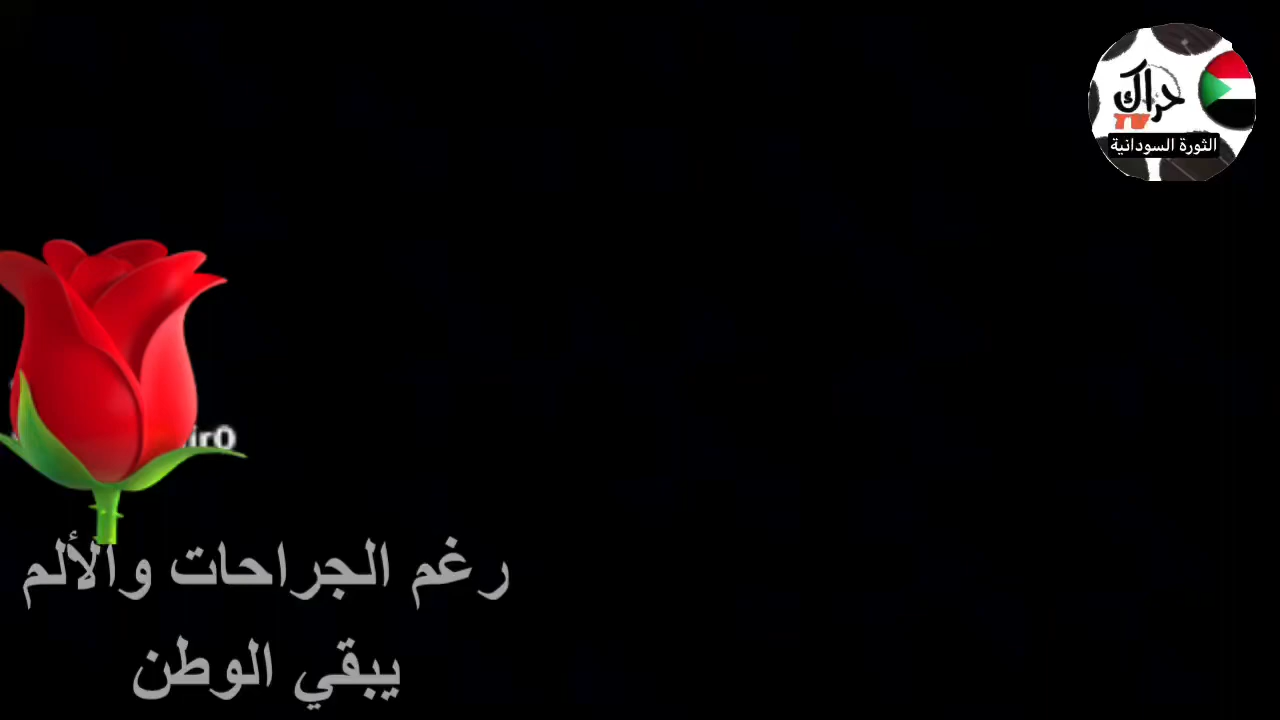 حراك
TV
الثورة السودانية
رغم الجراحات والألم
يبقي الوطن